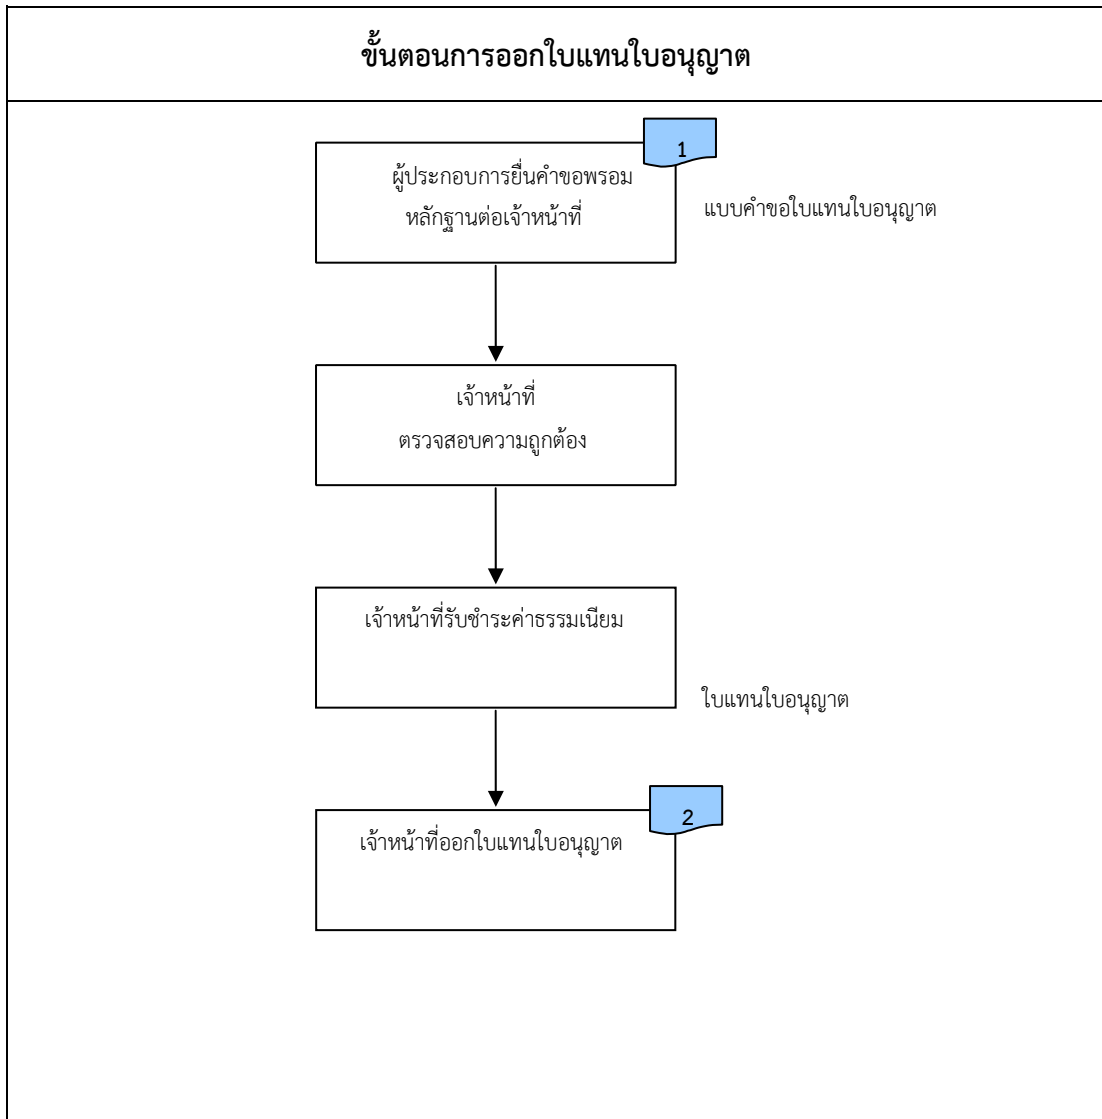 ขั้นตอนการออกใบแทนใบอนุญาต
1
ผู้ประกอบการยื่นคำขอพรอม
หลักฐานต่อเจ้าหน้าที่
แบบคำขอใบแทนใบอนุญาต
เจ้าหน้าที่
ตรวจสอบความถูกต้อง
เจ้าหน้าที่รับชำระค่าธรรมเนียม
ใบแทนใบอนุญาต
2
เจ้าหน้าที่ออกใบแทนใบอนุญาต